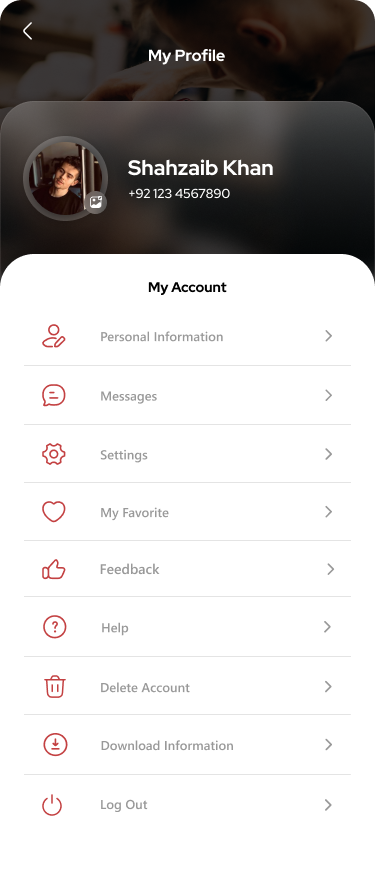 My Profile
Shahzaib Khan
+92 123 4567890
My Account
Personal Information
Messages
Settings
My Favorite
Feedback
Help
Delete Account
Download Information
Log Out